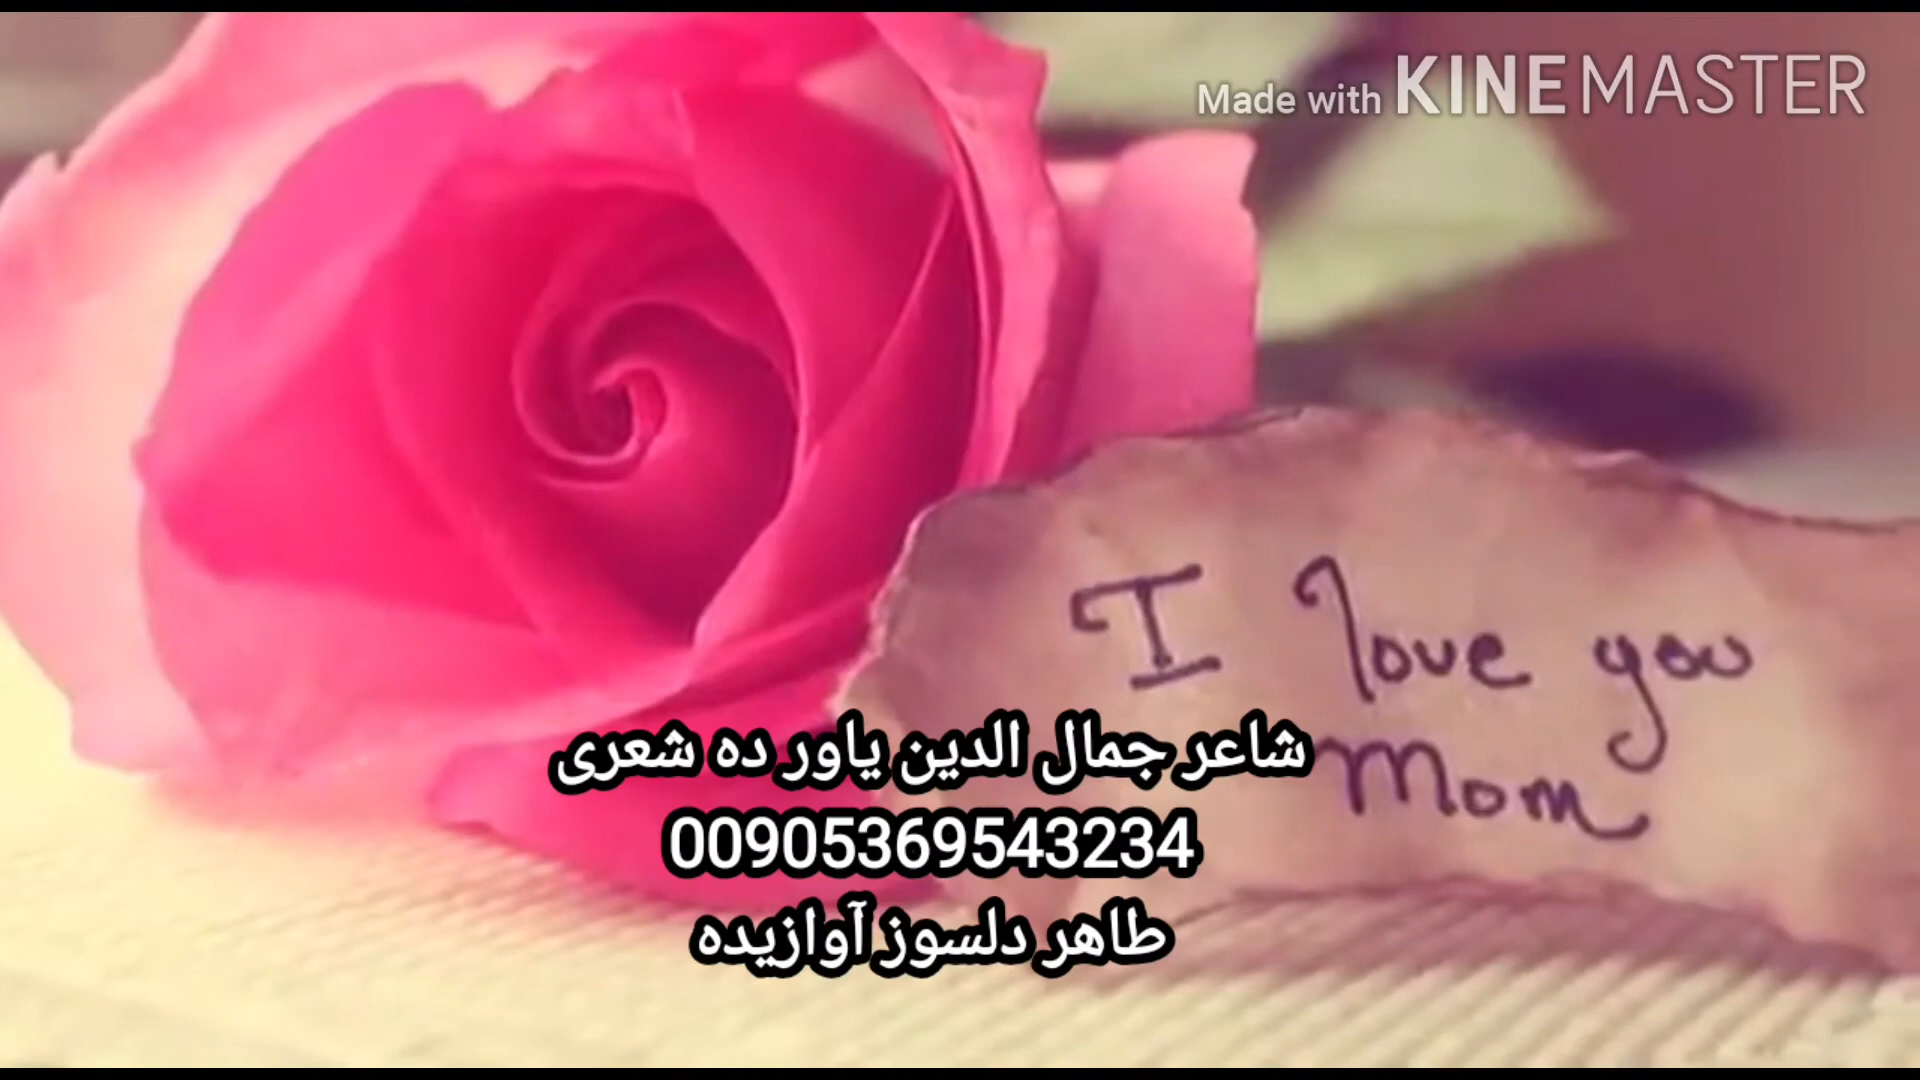 Made with KINEMASTER
I love you
Mom
شاعر جمال الدین یاور ده شعری
00905369543234
طاهر دلسوز آوازیده